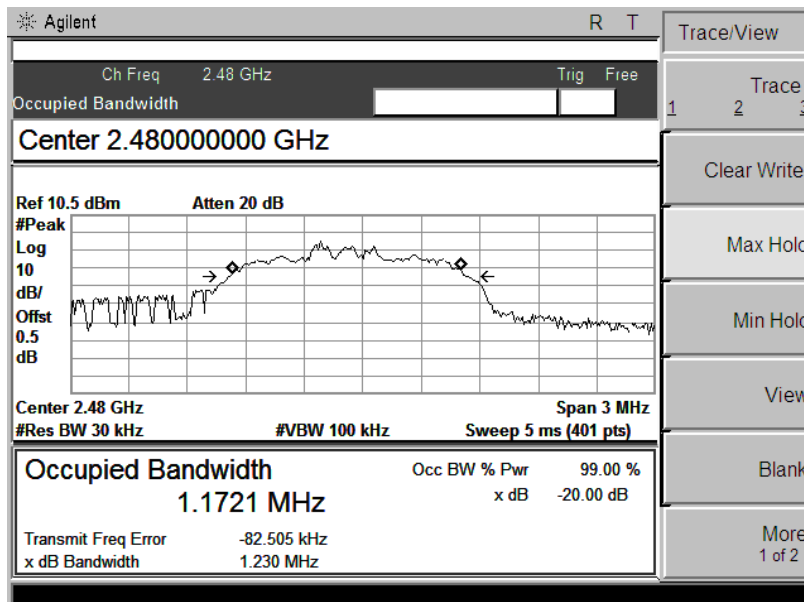 Agilent R T
Trace/View
Ch Freq 2.48 GHz Trig Free
Occupied Bandwidth
Center 2.480000000 GHz
Ref 10.5 dBm Atten 20 dB
#Peak
Log
10
dB/
Offst
0.5
dB
Center 2.48 GHz Span 3 MHz
#Res BW 30 kHz #VBW 100 kHz Sweep 5 ms (401 pts)
Occupied Bandwidth Occ BW % Pwr 99.00 %
1.1721 MHz x dB -20.00 dB
Transmit Freq Error -82.505 kHz
x dB Bandwidth 1.230 MHz
Trace
1 2 3
Clear Write
Max Hold
Min Hold
View
Blank
More
1 of 2